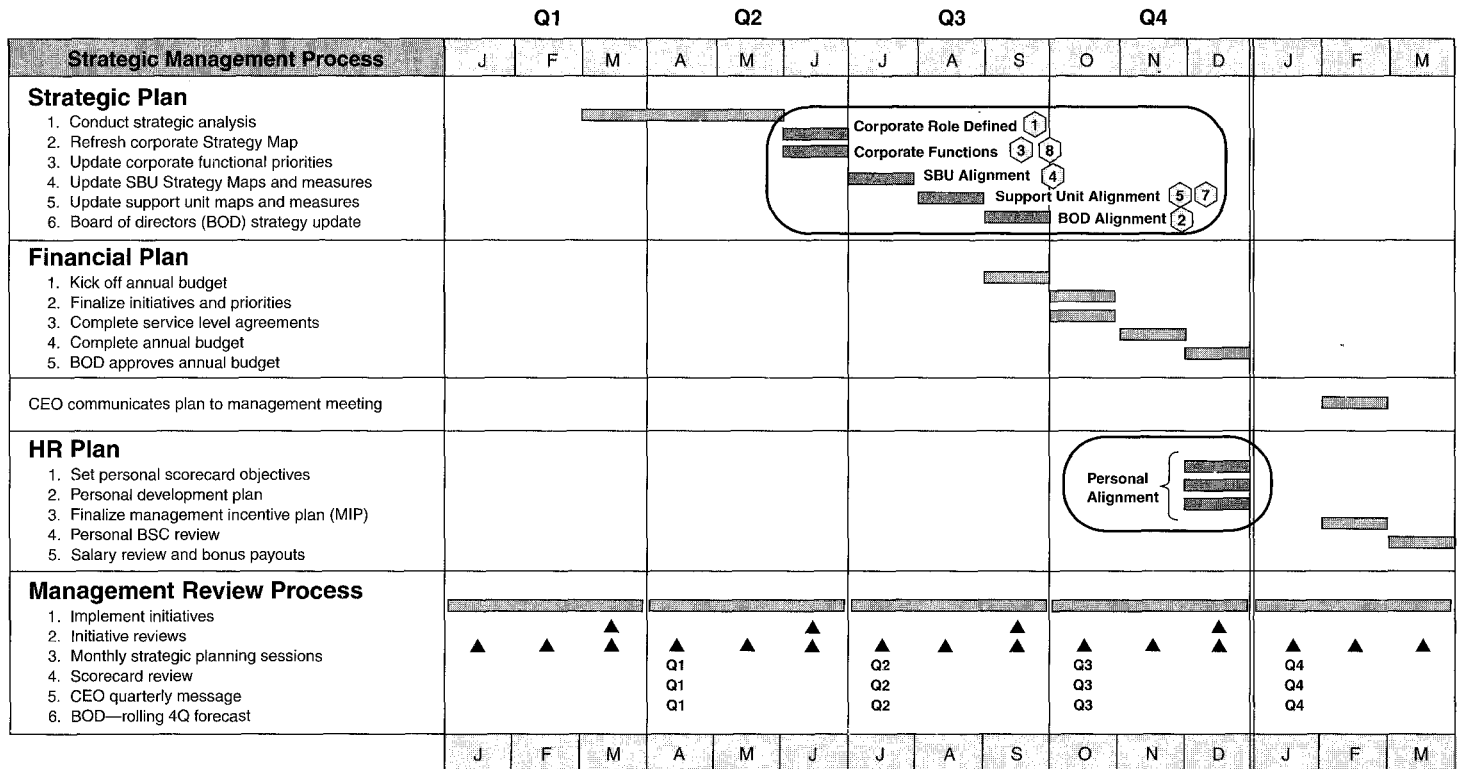 Q1 Q2 Q3 Q4
Strategic Management Process J F M A M J J A S O N D J F M
Strategic Plan
1. Conduct strategic analysis
2. Refresh corporate Strategy Map
3. Update corporate functional priorities
4. Update SBU Strategy Maps and measures
5. Update support unit maps and measures
6. Board of directors (BOD) strategy update
Corporate Role Defined 1
Corporate Functions 3 8
SBU Alignment 4
Support Unit Alignment 5 7
BOD Alignment 2
Financial Plan
1. Kick off annual budget
2. Finalize initiatives and priorities
3. Complete service level agreements
4. Complete annual budget
5. BOD approves annual budget
CEO communicates plan to management meeting
HR Plan
1. Set personal scorecard objectives
2. Personal development plan
3. Finalize management incentive plan (MIP)
4. Personal BSC review
5. Salary review and bonus payouts
Personal
Alignment
Management Review Process
1. Implement initiatives
2. Initiative reviews
3. Monthly strategic planning sessions
4. Scorecard review Q1 Q2 Q3 Q4
5. CEO quarterly message Q1 Q2 Q3 Q4
6. BOD—rolling 4Q forecast Q1 Q2 Q3 Q4
J F M A M J J A S O N D J F M